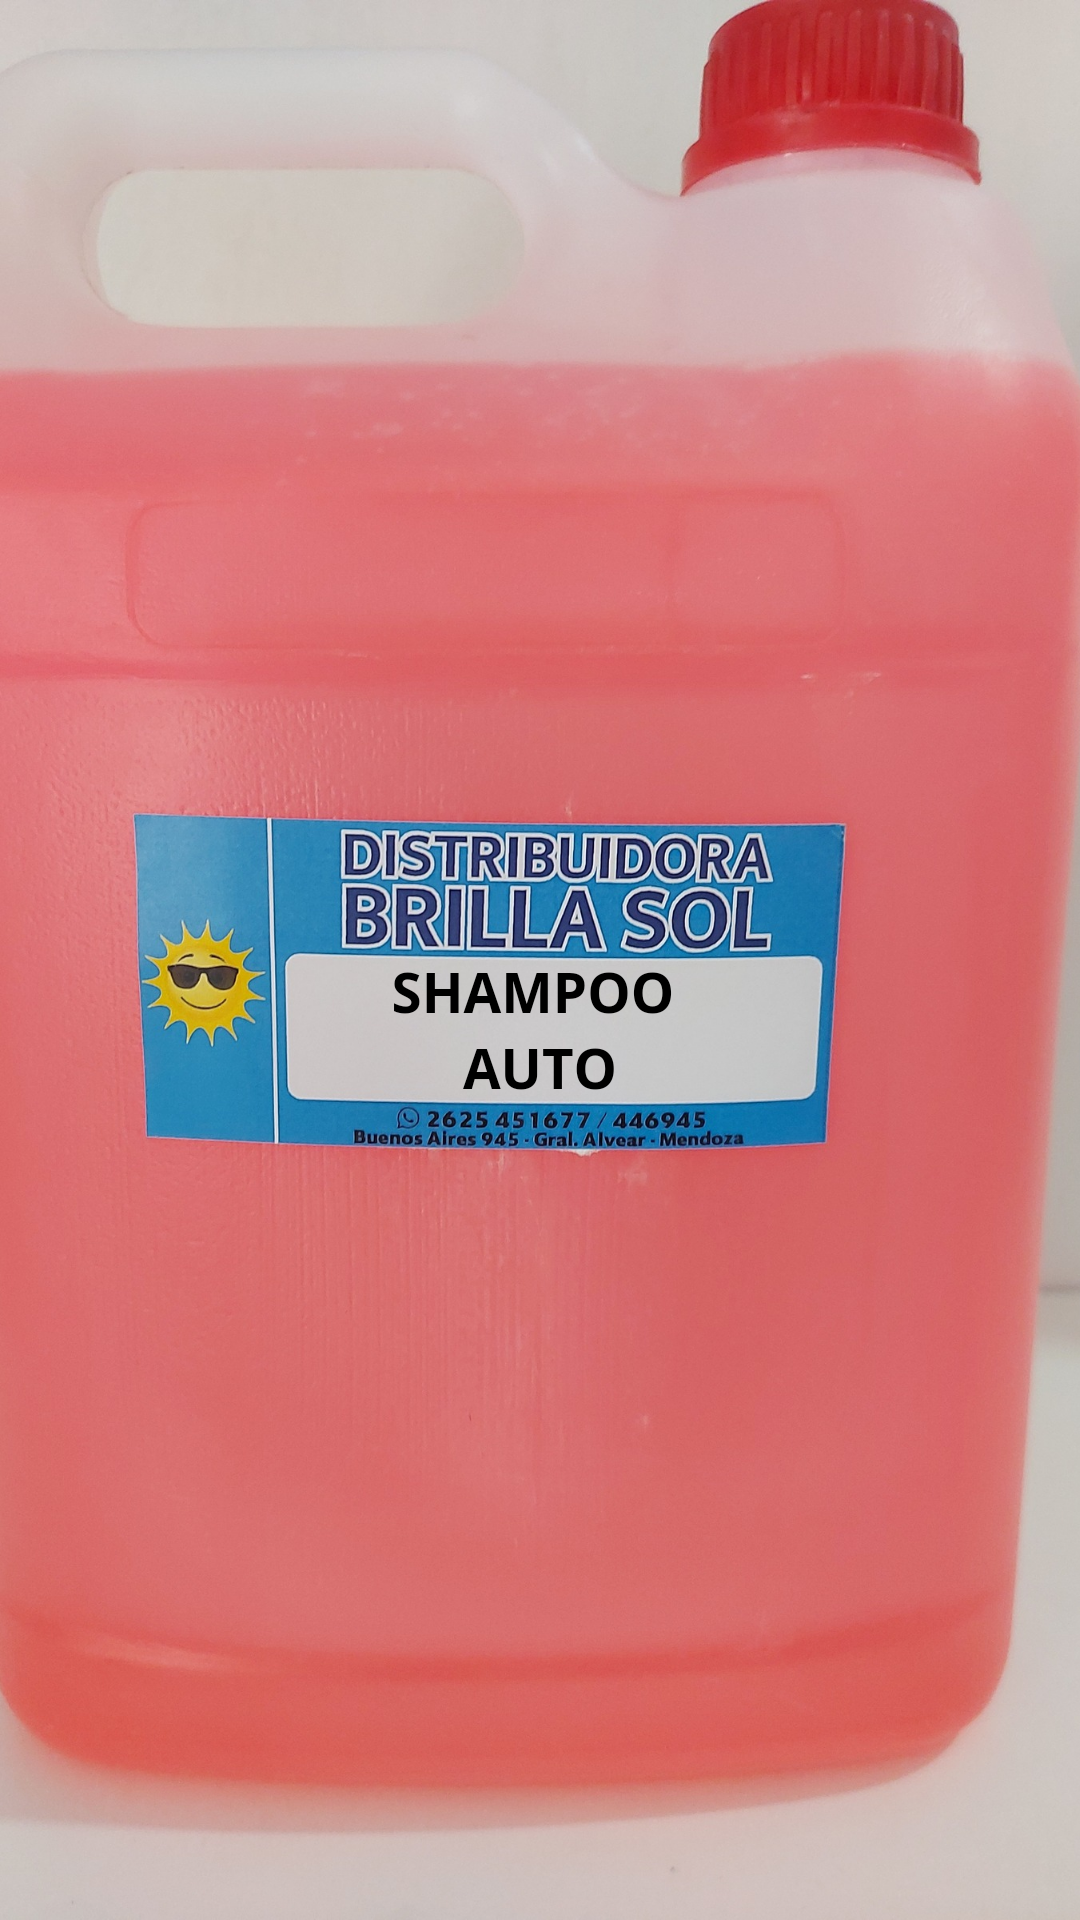 DISTRIBUIDORA
BRILLA SOL
SHAMPOO
AUTO
2625 451677 / 446945
Buenos Aires 945 - Gral. Alvear - Mendoza